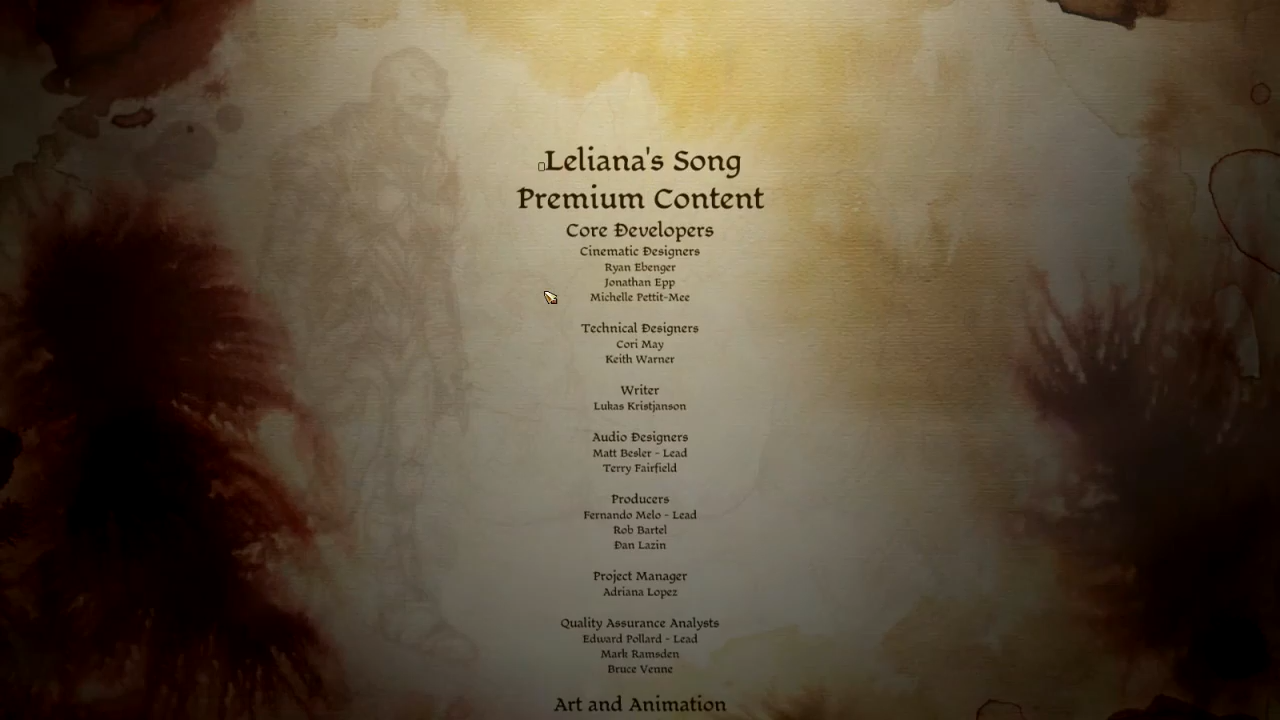 Leliana's Song
Premium Content
Core Developers
Cinematic Designers
Ryan Ebenger
Jonathan Epp
Michelle Pettit-Mee
Technical Designers
Cori May
Keith Warner
Writer
Lukas Kristjanson
Audio Designers
Matt Besler - Lead
Terry Fairfield
Producers
Fernando Melo - Lead
Rob Bartel
Dan Lazin
Project Manager
Adriana Lopez
Quality Assurance Analysts
Edward Pollard - Lead
Mark Ramsden
Bruce Venne
Art and Animation